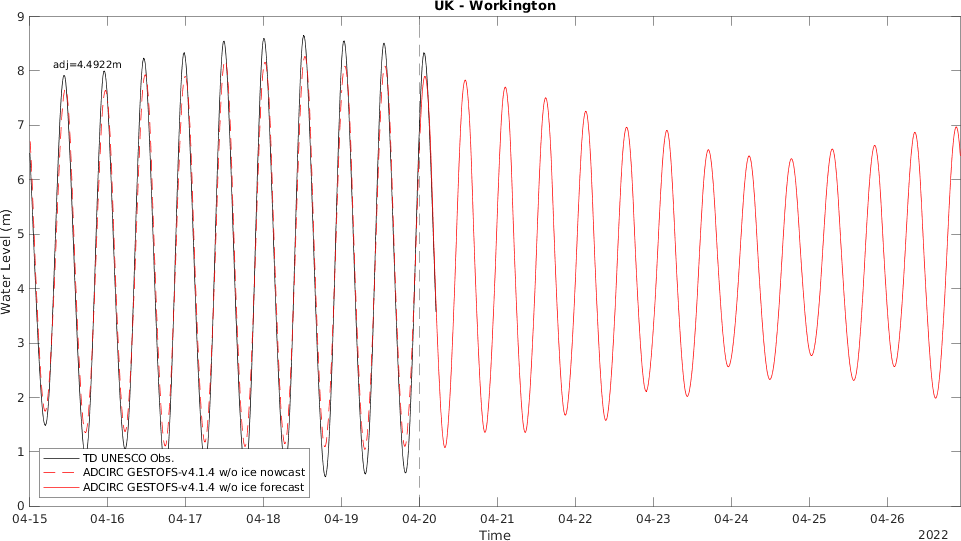 UK - Workington
9
8
7
6
5
4
3
2
1
0
Water Level (m)
adj=4.4922m
TD UNESCO Obs.
ADCIRC GESTOFS-v4.1.4 w/o ice nowcast
ADCIRC GESTOFS-v4.1.4 w/o ice forecast
04-15 04-16 04-17 04-18 04-19 04-20 04-21 04-22 04-23 04-24 04-25 04-26
Time
2022